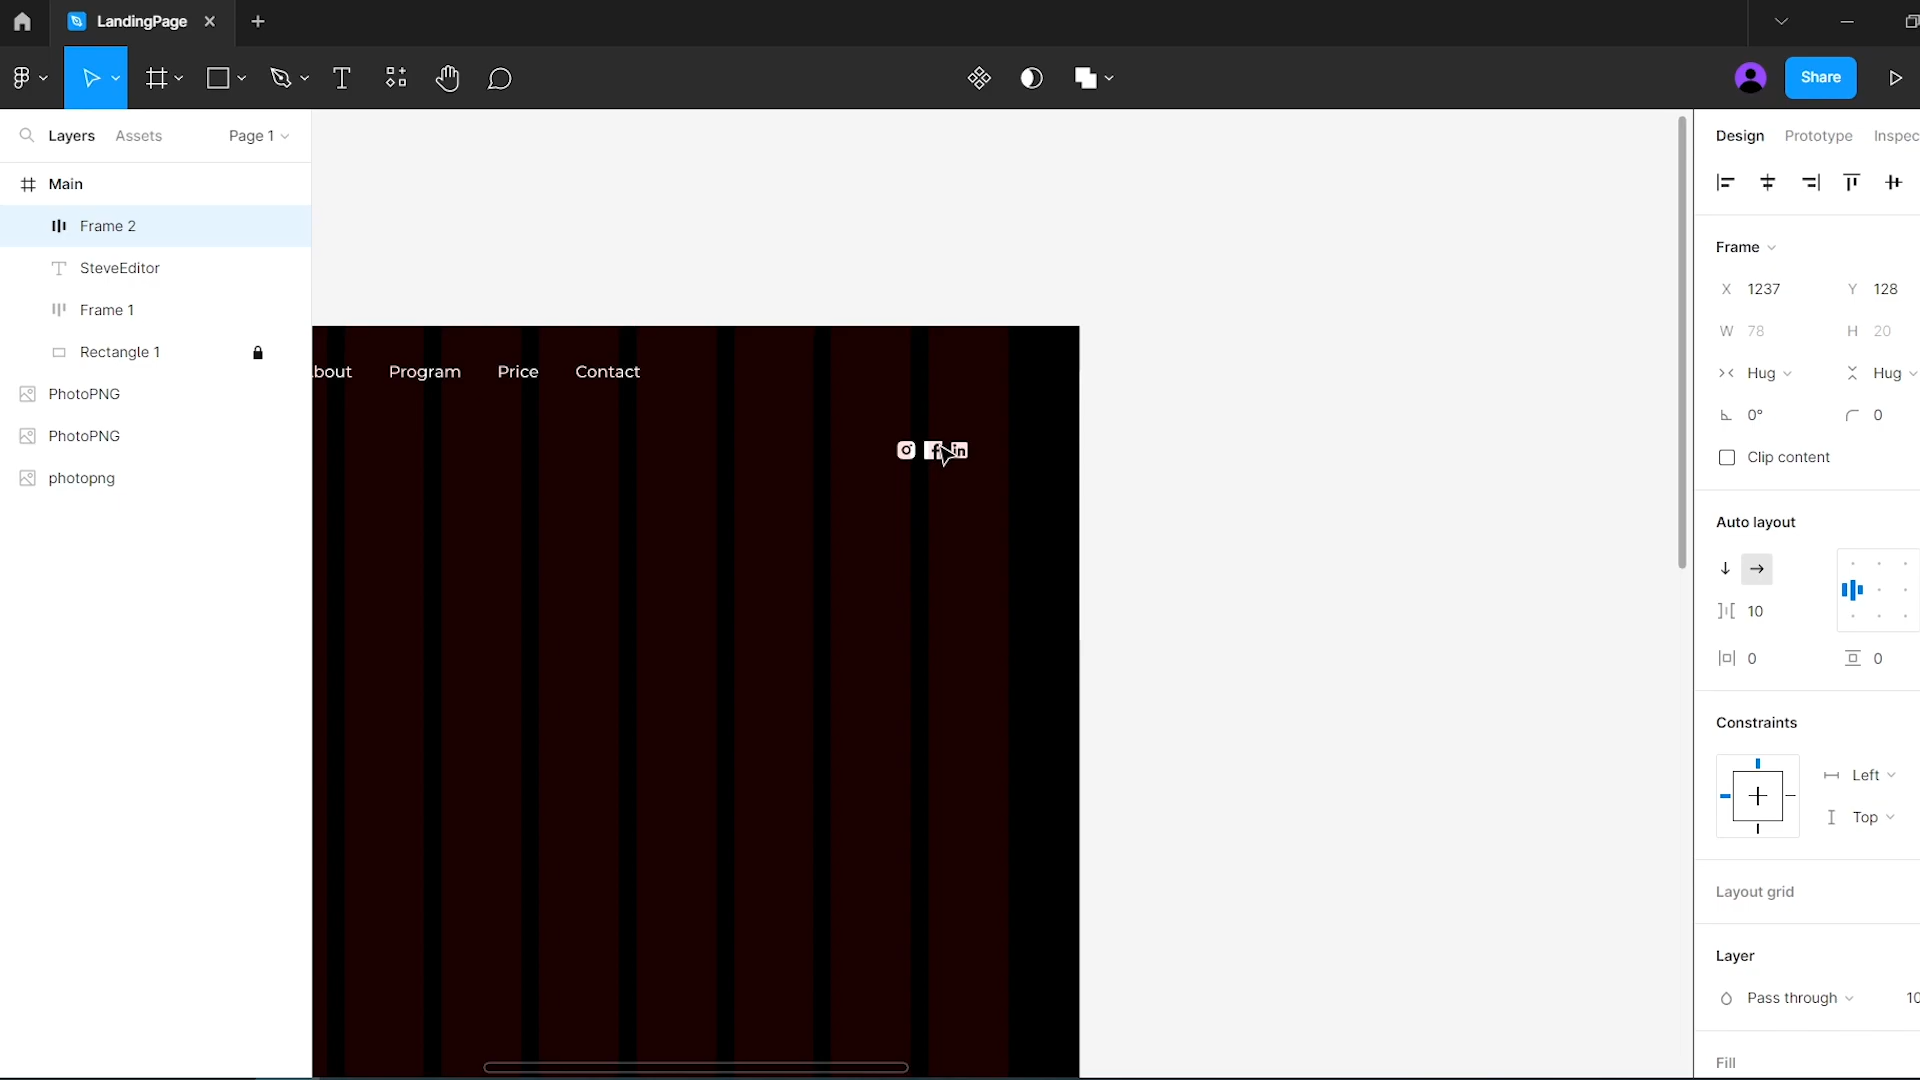 LandingPage
Share
Layers Assets Page 1
Main
Frame 2
SteveEditor
Frame 1
Rectangle 1
PhotoPNG
PhotoPNG
photopng
bout Program Price Contact
in
Design Prototype Inspec
Frame
X 1237 Y 128
W 78 H 20
Hug Hug
0° 0
Clip content
Auto layout
10
0 0
Constraints
Left
Top
Layout grid
Layer
Pass through 10
Fill